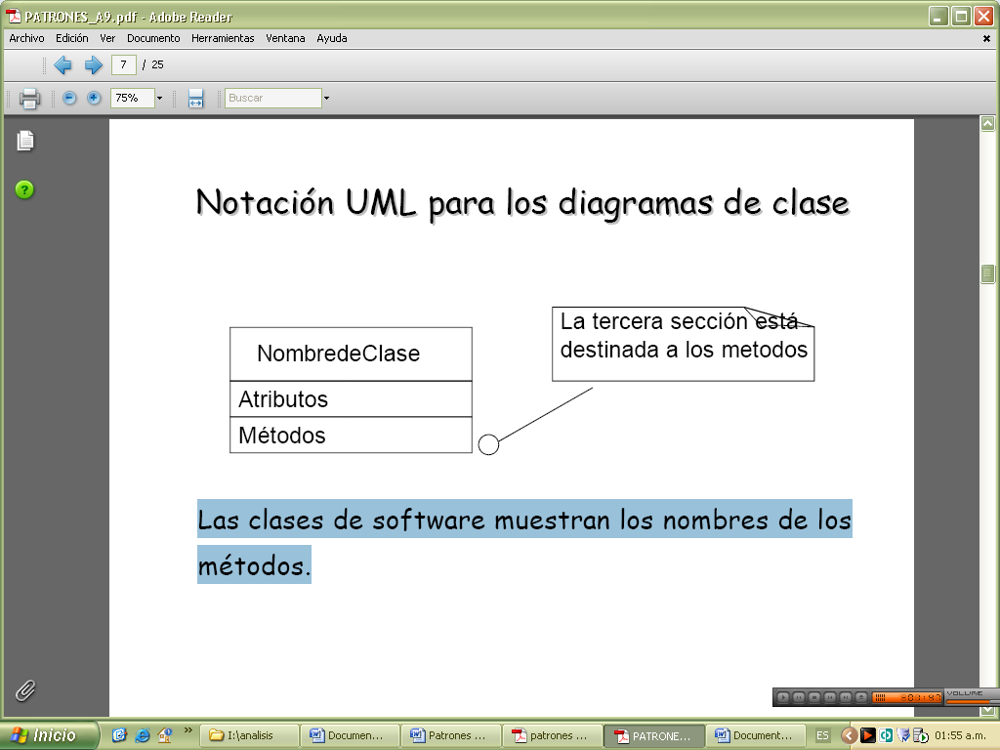 PATRONES_A9.pdf - Adobe Reader
Archivo Edición Ver Documento Herramientas Ventana Ayuda
7 / 25
75% Buscar
Notación UML para los diagramas de clase
La tercera sección está
destinada a los metodos
NombredeClase
Atributos
Métodos
Las clases de software muestran los nombres de los
métodos.
VOLUME
Inicio I:\analisis Documen... Patrones ... patrones ... PATRONE... Document... ES 01:55 a.m.